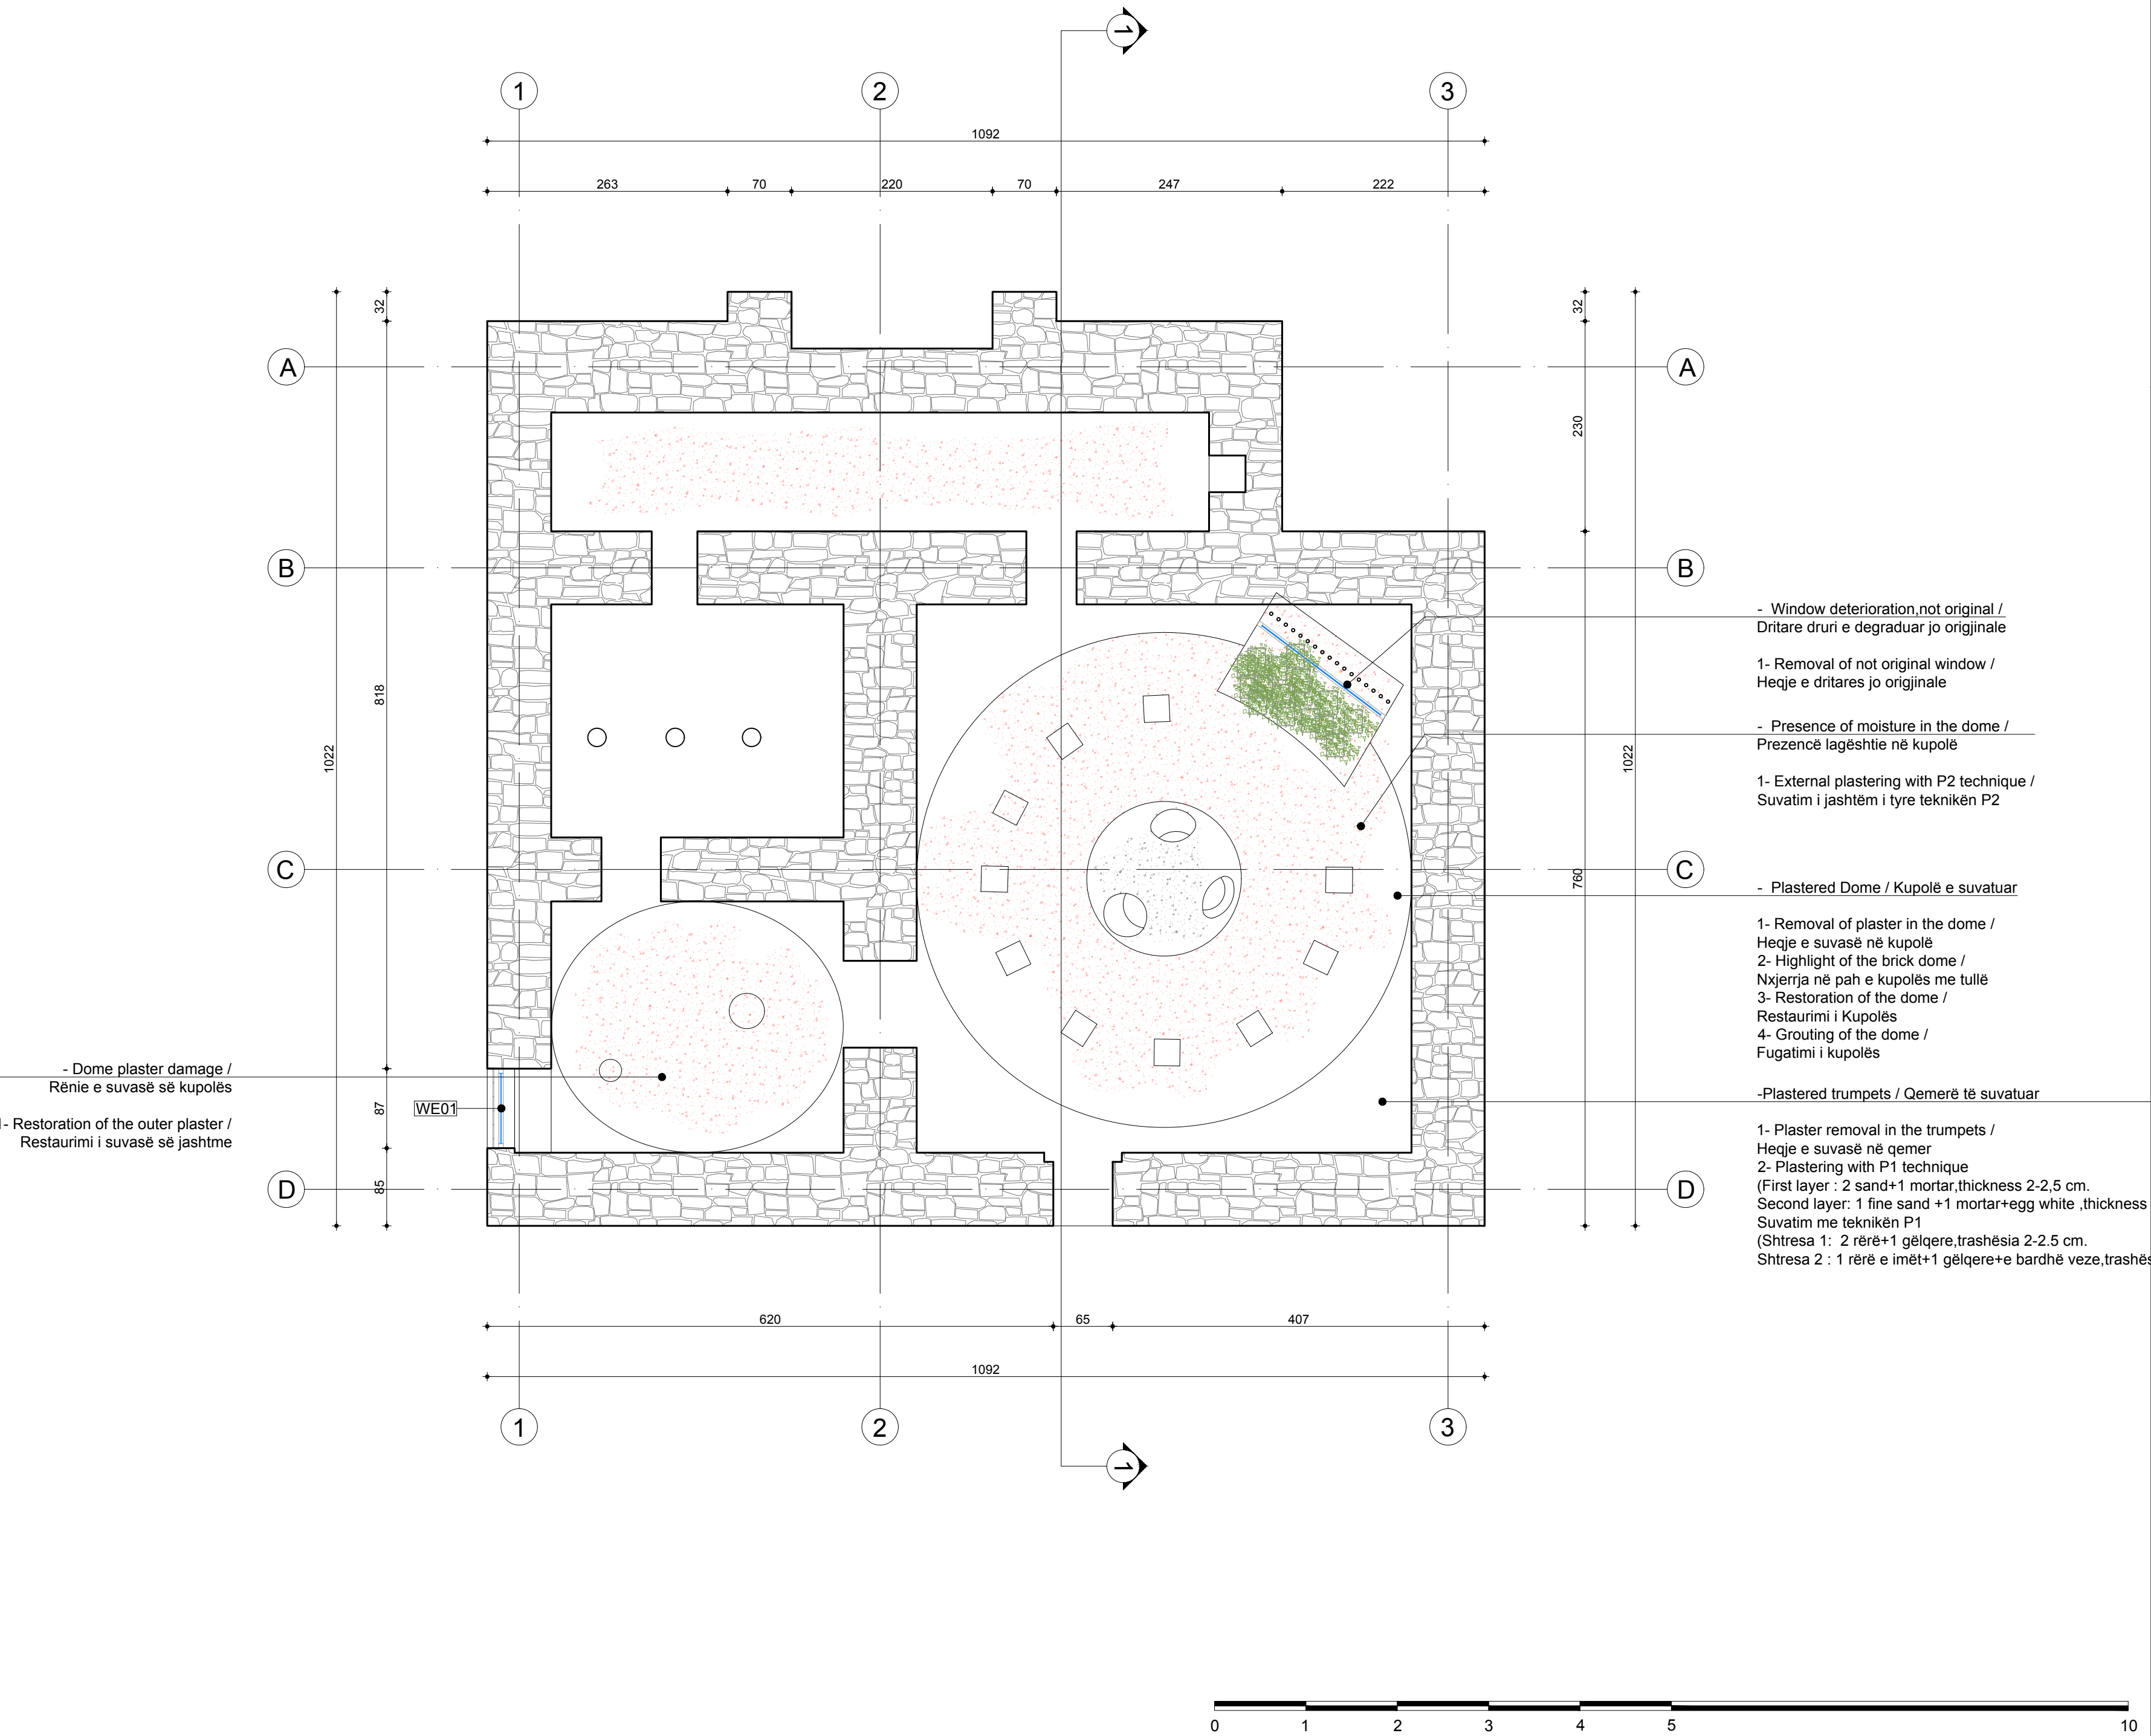 1
1 2 3
1092
263 70 220 70 247 222
32 32
A A
230
B B
- Window deterioration,not original /
Dritare druri e degraduar jo origjinale
1- Removal of not original window /
Heqje e dritares jo origjinale
818
- Presence of moisture in the dome /
Prezencë lagështie në kupolë
1022 1022
1- External plastering with P2 technique /
Suvatim i jashtëm i tyre teknikën P2
C C
760
- Plastered Dome / Kupolë e suvatuar
1- Removal of plaster in the dome /
Heqje e suvasë në kupolë
2- Highlight of the brick dome /
Nxjerrja në pah e kupolës me tullë
3- Restoration of the dome /
Restaurimi i Kupolës
4- Grouting of the dome /
Fugatimi i kupolës
- Dome plaster damage /
Rënie e suvasë së kupolës
- Restoration of the outer plaster /
Restaurimi i suvasë së jashtme
87
WE01
85
-Plastered trumpets / Qemerë të suvatuar
1- Plaster removal in the trumpets /
Heqje e suvasë në qemer
2- Plastering with P1 technique
(First layer : 2 sand+1 mortar,thickness 2-2,5 cm.
Second layer: 1 fine sand +1 mortar+egg white ,thickness
Suvatim me teknikën P1
(Shtresa 1: 2 rërë+1 gëlqere,trashësia 2-2.5 cm.
Shtresa 2 : 1 rërë e imët+1 gëlqere+e bardhë veze,
D D
620 65 407
1092
1 2 3
1
0 1 2 3 4 5 10